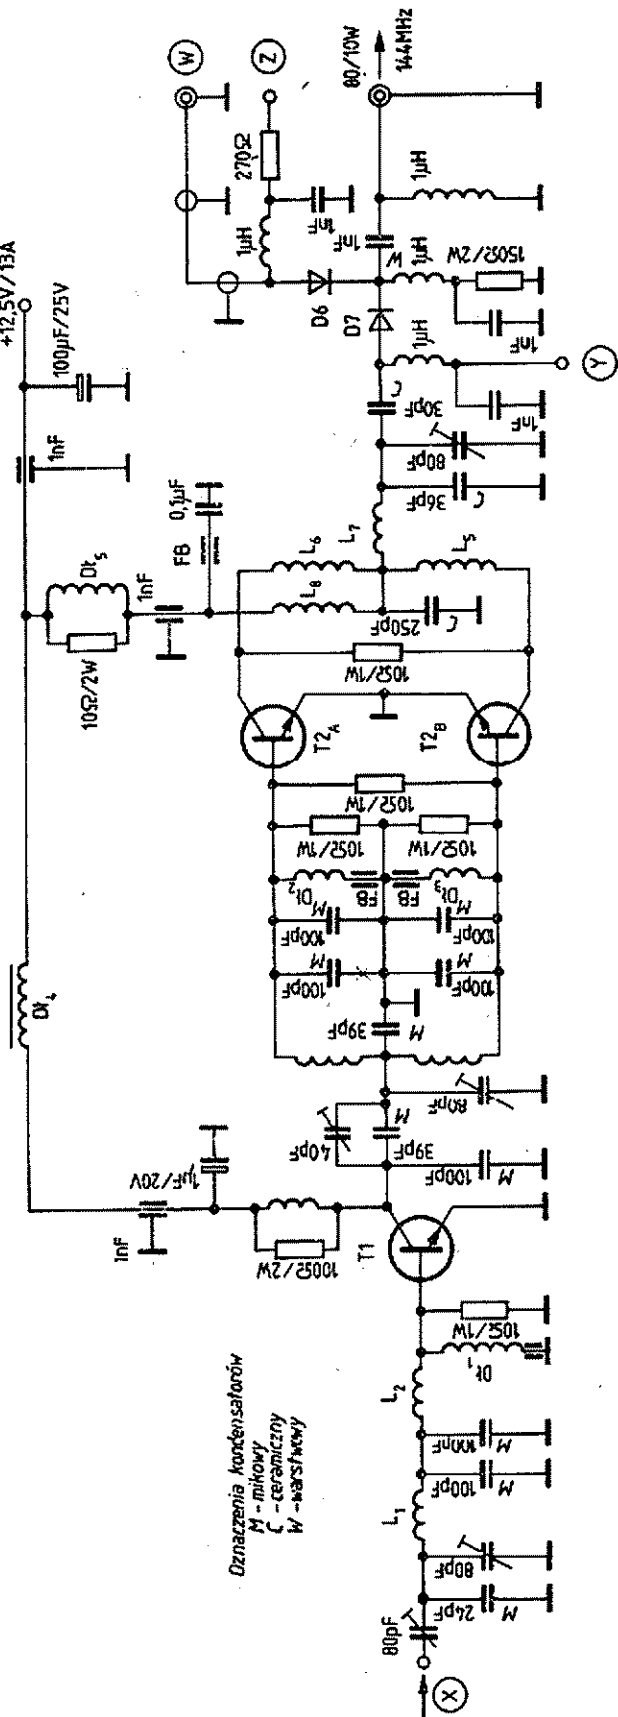 W
Z
80/10W
144MHz
+12,5V/13A
100µF/25V
270Ω
1nF
1µH
1µH
1nF
W
1µH
150Ω/2W
1nF
D6
D7
1µH
1nF
Y
1nF
30pF
C
80pF
36pF
C
0,1µF
FB
L7
L6
L5
L8
250pF
C
Dł5
10Ω/2W
1nF
10Ω/1W
T2A
T2B
10Ω/1W
10Ω/1W
10Ω/1W
Dł2
FB
FB
Dł3
100pF
M
100pF
M
100pF
M
100pF
M
39pF
M
Dł4
40pF
39pF
M
80pF
100pF
M
1µF/20V
1nF
100Ω/2W
T1
10Ω/1W
Dł1
L2
100pF
M
100pF
M
L1
80pF
24pF
M
80pF
X
Oznaczenia kondensatorów
M - mikowy
C - ceramiczny
W - warstwowy